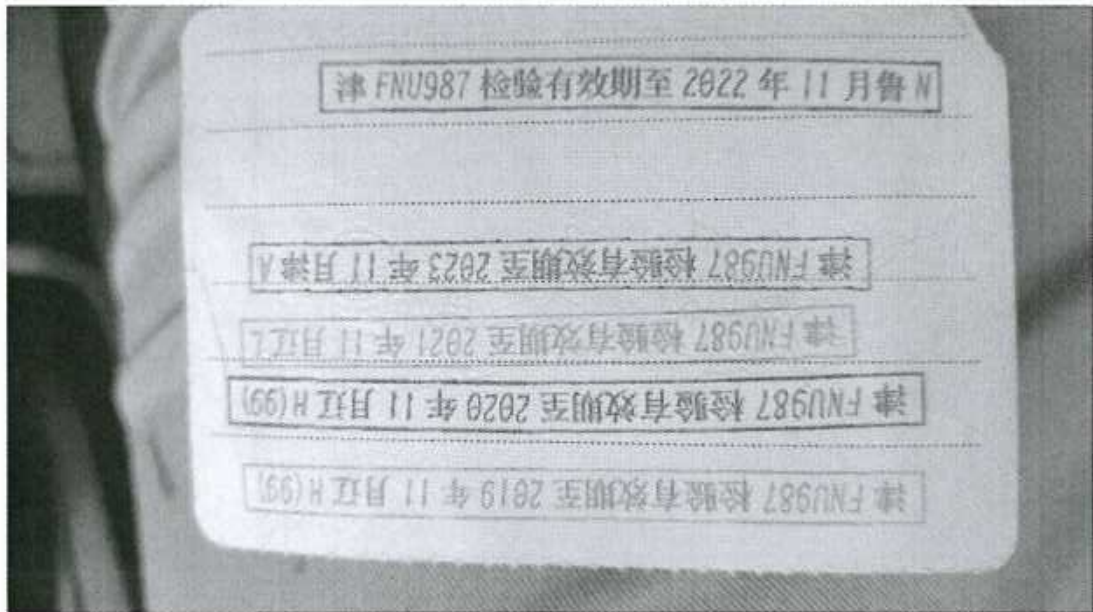 津 FNU987 检验有效期至 2022 年 11 月鲁 N
津 FNU987 检验有效期至 2023 年 11 月津 A
津 FNU987 检验有效期至 2021 年 11 月辽 L
津 FNU987 检验有效期至 2020 年 11 月辽 H(99)
津 FNU987 检验有效期至 2019 年 11 月辽 H(99)